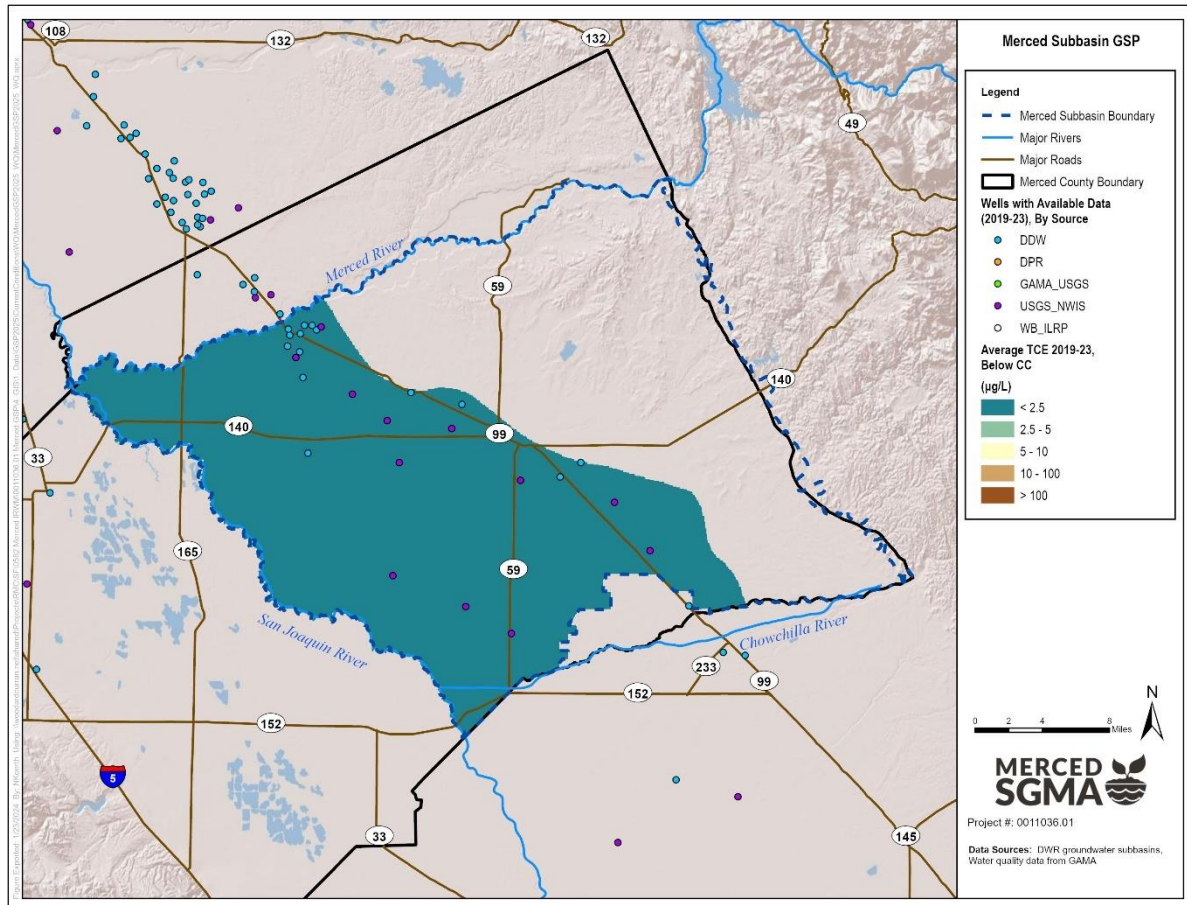 108
132
132
49
Merced River
59
140
140
99
33
165
59
San Joaquin River
Chowchilla River
233
99
152
152
5
33
145
Merced Subbasin GSP
Legend
Merced Subbasin Boundary
Major Rivers
Major Roads
Merced County Boundary
Wells with Available Data
(2019-23), By Source
DDW
DPR
GAMA_USGS
USGS_NWIS
WB_ILRP
Average TCE 2019-23,
Below CC
(µg/L)
< 2.5
2.5 - 5
5 - 10
10 - 100
> 100
N
0 2 4 8
Miles
MERCED
SGMA
Project #: 0011036.01
Data Sources: DWR groundwater subbasins,
Water quality data from GAMA